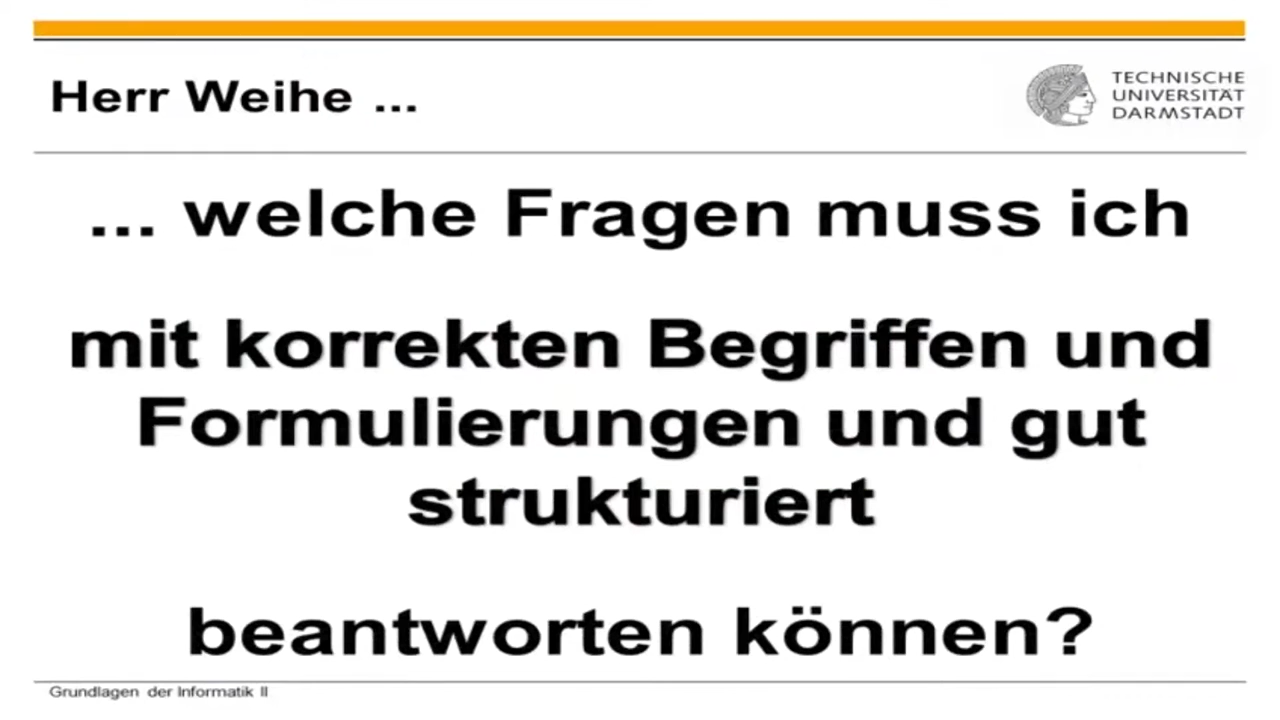 Herr Weihe ...
TECHNISCHE
UNIVERSITÄT
DARMSTADT
... welche Fragen muss ich
mit korrekten Begriffen und
Formulierungen und gut
strukturiert
beantworten können?
Grundlagen der Informatik II